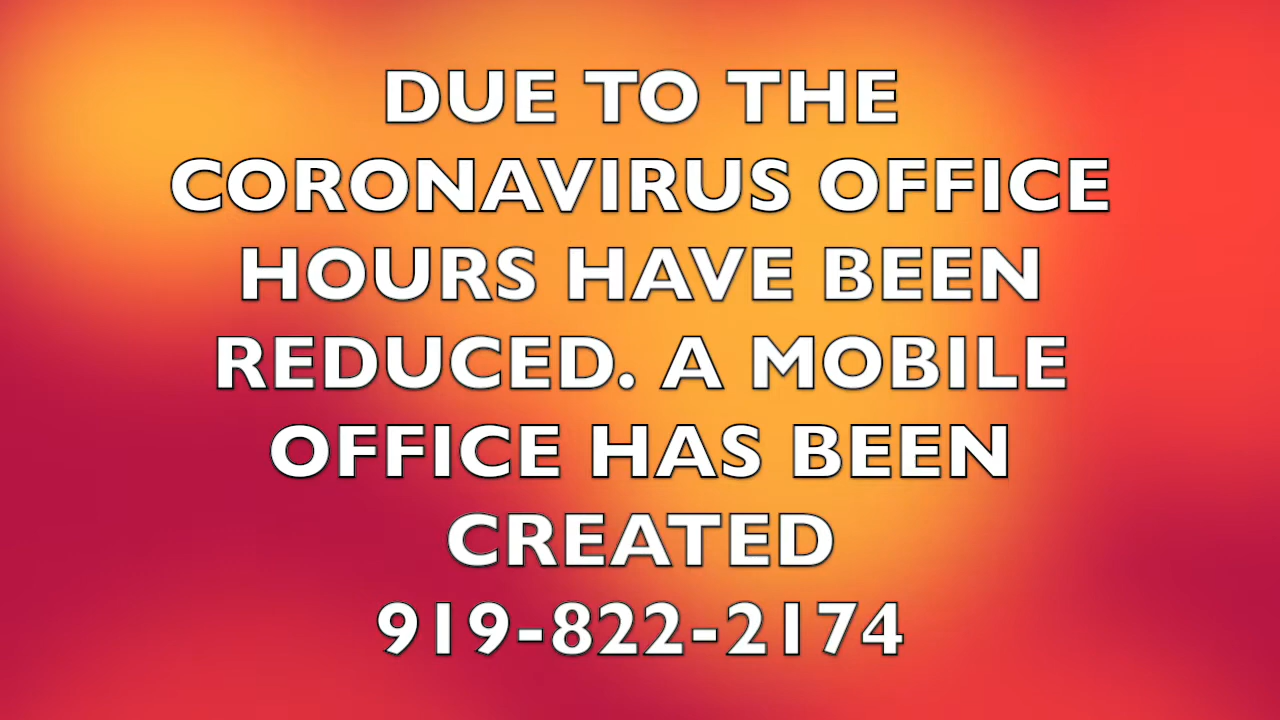 DUE TO THE
CORONAVIRUS OFFICE
HOURS HAVE BEEN
REDUCED. A MOBILE
OFFICE HAS BEEN
CREATED
919-822-2174